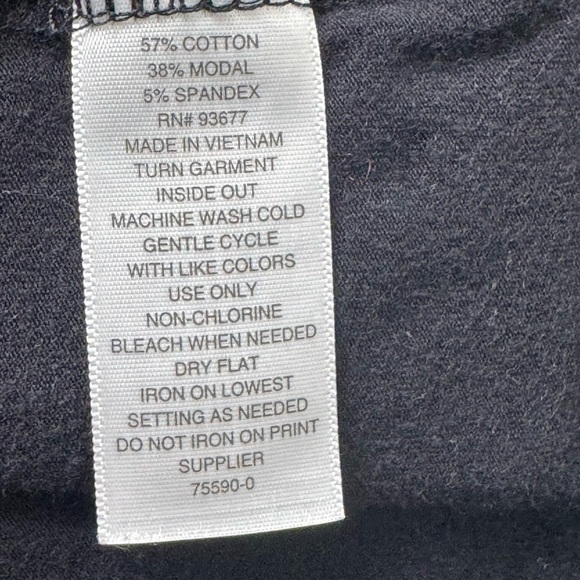 57% COTTON
38% MODAL
5% SPANDEX
RN# 93677
MADE IN VIETNAM
TURN GARMENT
INSIDE OUT
MACHINE WASH COLD
GENTLE CYCLE
WITH LIKE COLORS
USE ONLY
NON-CHLORINE
BLEACH WHEN NEEDED
DRY FLAT
IRON ON LOWEST
SETTING AS NEEDED
DO NOT IRON ON PRINT
SUPPLIER
75590-0